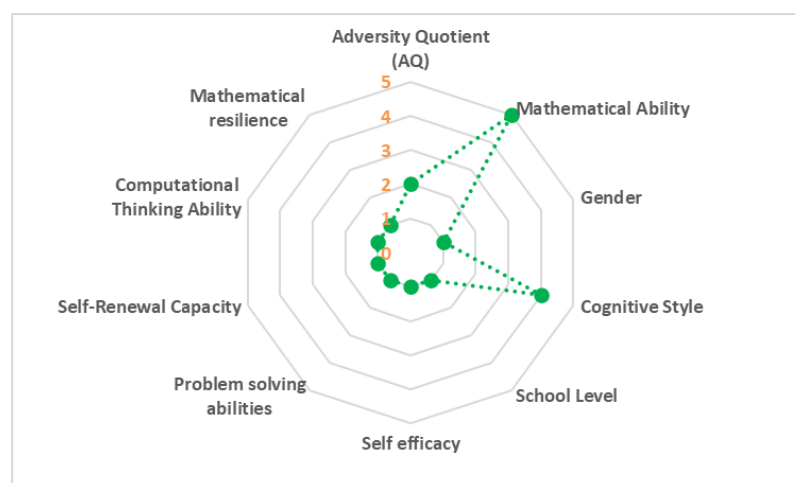 Adversity Quotient
(AQ)
Mathematical Ability
Gender
Cognitive Style
School Level
Self efficacy
Problem solving
abilities
Self-Renewal Capacity
Computational
Thinking Ability
Mathematical
resilience
5
4
3
2
1
0